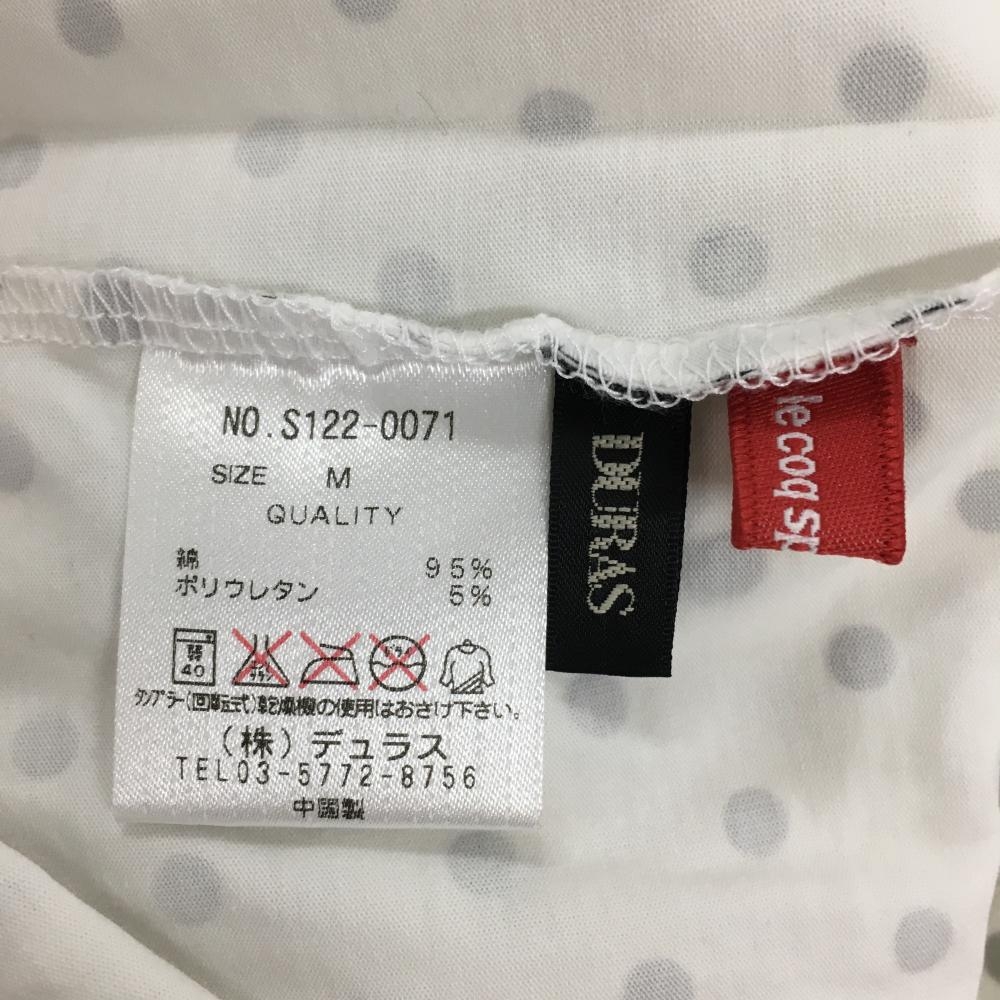 NO.S122-0071
SIZE M
QUALITY
綿 95%
ポリウレタン 5%
弱
40
タンブラー(回転式)乾燥機の使用はおさけ下さい。
(株)デュラス
TEL03-5772-8756
中国製
DURAS
le coq sp